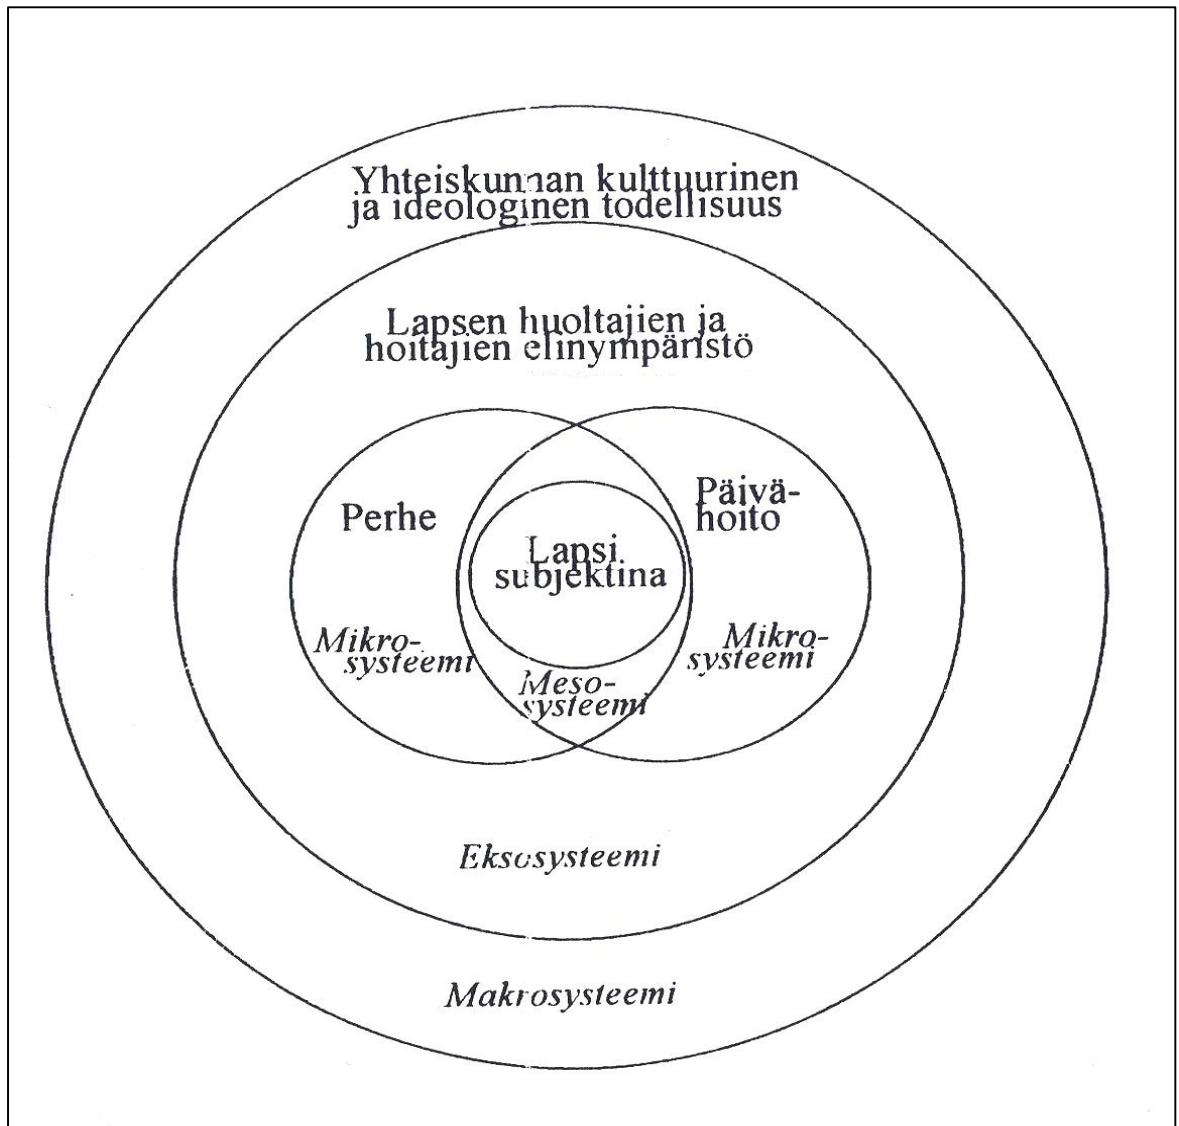 Yhteiskunnan kulttuurinen
ja ideologinen todellisuus
Lapsen huoltajien ja
hoitajien elinympäristö
Perhe
Päivä-
hoito
Lapsi
subjektina
Mikro-
systeemi
Mikro-
systeemi
Meso-
systeemi
Eksosysteemi
Makrosysteemi